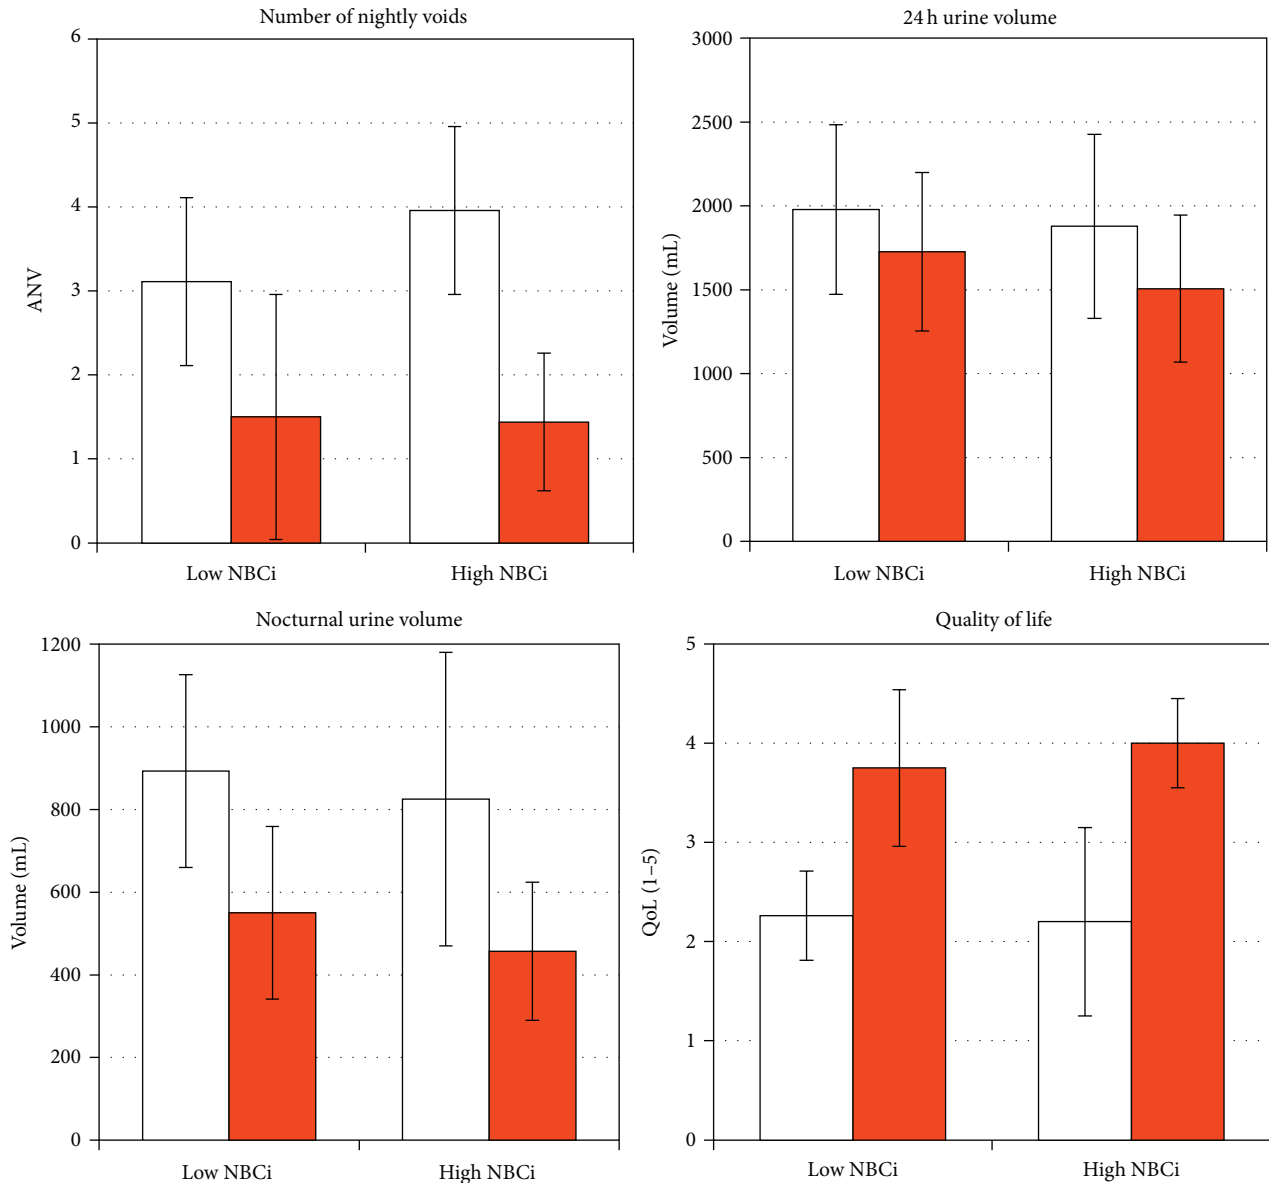 Number of nightly voids
6
5
4
3
2
1
0
ANV
Low NBCi
High NBCi
24 h urine volume
3000
2500
2000
1500
1000
500
0
Volume (mL)
Low NBCi
High NBCi
Nocturnal urine volume
1200
1000
800
600
400
200
0
Volume (mL)
Low NBCi
High NBCi
Quality of life
5
4
3
2
1
0
QoL (1–5)
Low NBCi
High NBCi